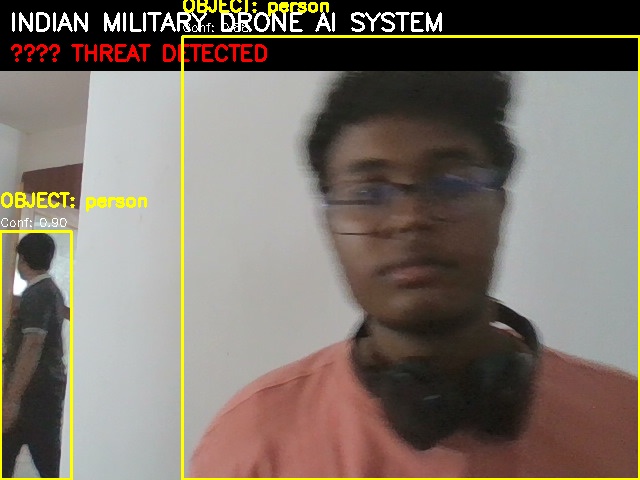 OBJECT: person
INDIAN MILITARY DRONE AI SYSTEM
???? THREAT DETECTED
OBJECT: person
Conf: 0.90